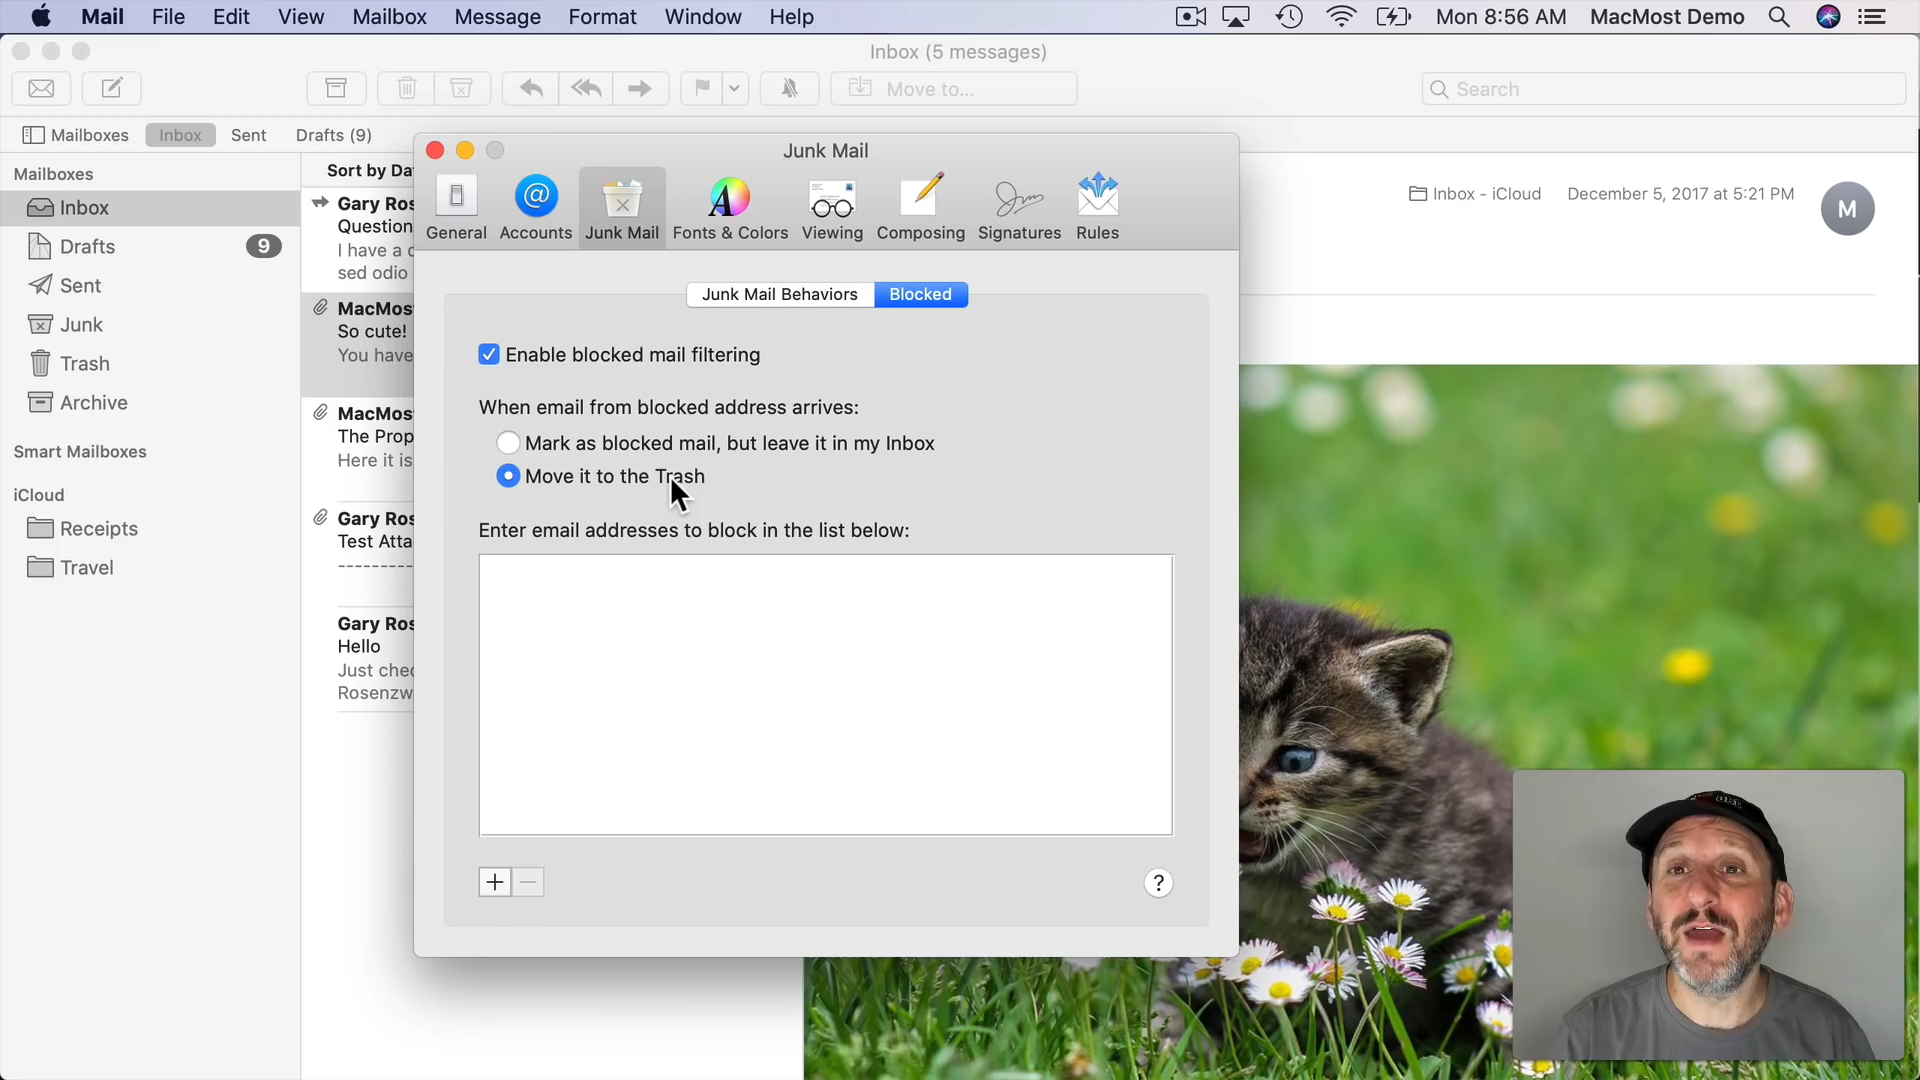 Mail File Edit View Mailbox Message Format Window Help
Mon 8:56 AM MacMost Demo
Inbox (5 messages)
Move to...
Search
Mailboxes Inbox Sent Drafts (9)
Mailboxes
Inbox
Drafts 9
Sent
Junk
Trash
Archive
Smart Mailboxes
iCloud
Receipts
Travel
Sort by Da
Gary Ros
Question
I have a
sed odio
MacMos
So cute!
You have
MacMos
The Prop
Here it is
Gary Ros
Test Atta
-----------
Gary Ros
Hello
Just chec
Rosenzw
Junk Mail
General Accounts Junk Mail Fonts & Colors Viewing Composing Signatures Rules
Junk Mail Behaviors Blocked
Enable blocked mail filtering
When email from blocked address arrives:
Mark as blocked mail, but leave it in my Inbox
Move it to the Trash
Enter email addresses to block in the list below:
+ −
?
Inbox - iCloud December 5, 2017 at 5:21 PM
M